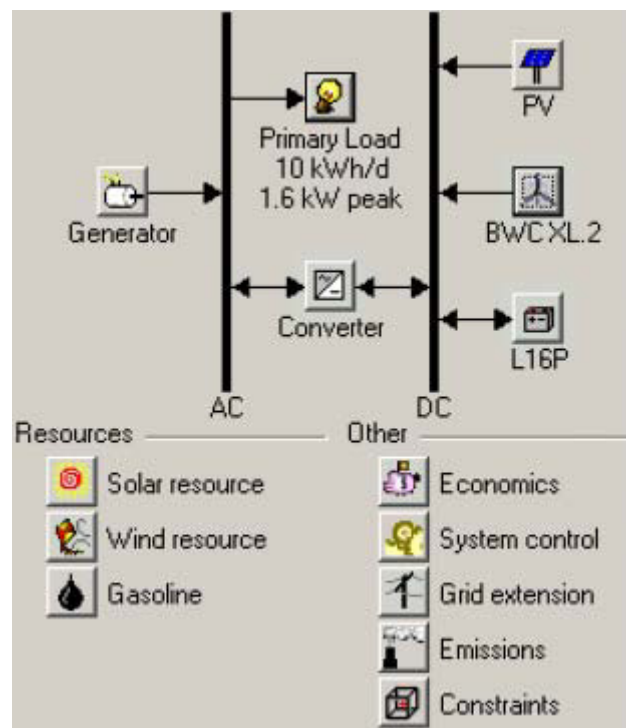 PV
Primary Load
10 kWh/d
1.6 kW peak
Generator
BWC XL.2
Converter
L16P
AC
DC
Resources
Other
Solar resource
Economics
Wind resource
System control
Gasoline
Grid extension
Emissions
Constraints